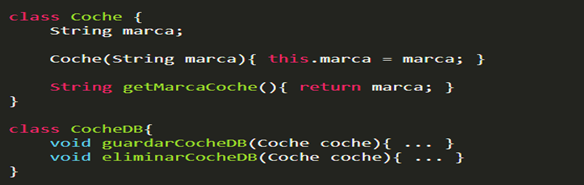 class Coche {
    String marca;

    Coche(String marca){ this.marca = marca; }

    String getMarcaCoche(){ return marca; }
}

class CocheDB{
    void guardarCocheDB(Coche coche){ ... }
    void eliminarCocheDB(Coche coche){ ... }
}